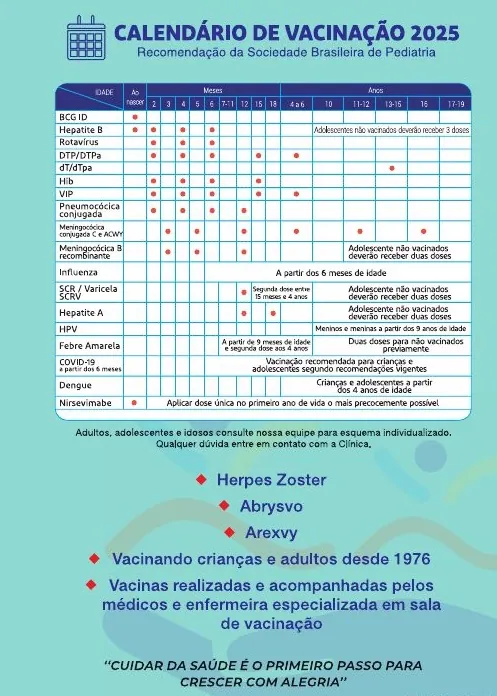 CALENDÁRIO DE VACINAÇÃO 2025
Recomendação da Sociedade Brasileira de Pediatria
IDADE
Ao nascer
Meses
Anos
2 3 4 5 6 7-11 12 15 18 4 a 6 10 11-12 13-15 16 17-19
BCG ID
Hepatite B Adolescentes não vacinados deverão receber 3 doses
Rotavírus
DTP/DTPa
dT/dTpa
Hib
VIP
Pneumocócica
conjugada
Meningocócica
conjugada C e ACWY
Meningocócica B
recombinante
Adolescente não vacinados
deverão receber duas doses
Influenza A partir dos 6 meses de idade
SCR / Varicela
SCRV
Segunda dose entre
15 meses e 4 anos
Adolescente não vacinados
deverão receber duas doses
Hepatite A
Adolescente não vacinados
deverão receber duas doses
HPV Meninos e meninas a partir dos 9 anos de idade
Febre Amarela
A partir de 9 meses de idade
e segunda dose aos 4 anos
Duas doses para não vacinados
previamente
COVID-19
a partir dos 6 meses
Vacinação recomendada para crianças e
adolescentes segundo recomendações vigentes
Dengue
Crianças e adolescentes a partir
dos 4 anos de idade
Nirsevimabe Aplicar dose única no primeiro ano de vida o mais precocemente possível
Adultos, adolescentes e idosos consulte nossa equipe para esquema individualizado.
Qualquer dúvida entre em contato com a Clínica.
Herpes Zoster
Abrysvo
Arexvy
Vacinando crianças e adultos desde 1976
Vacinas realizadas e acompanhadas pelos
médicos e enfermeira especializada em sala
de vacinação
"CUIDAR DA SAÚDE É O PRIMEIRO PASSO PARA
CRESCER COM ALEGRIA"